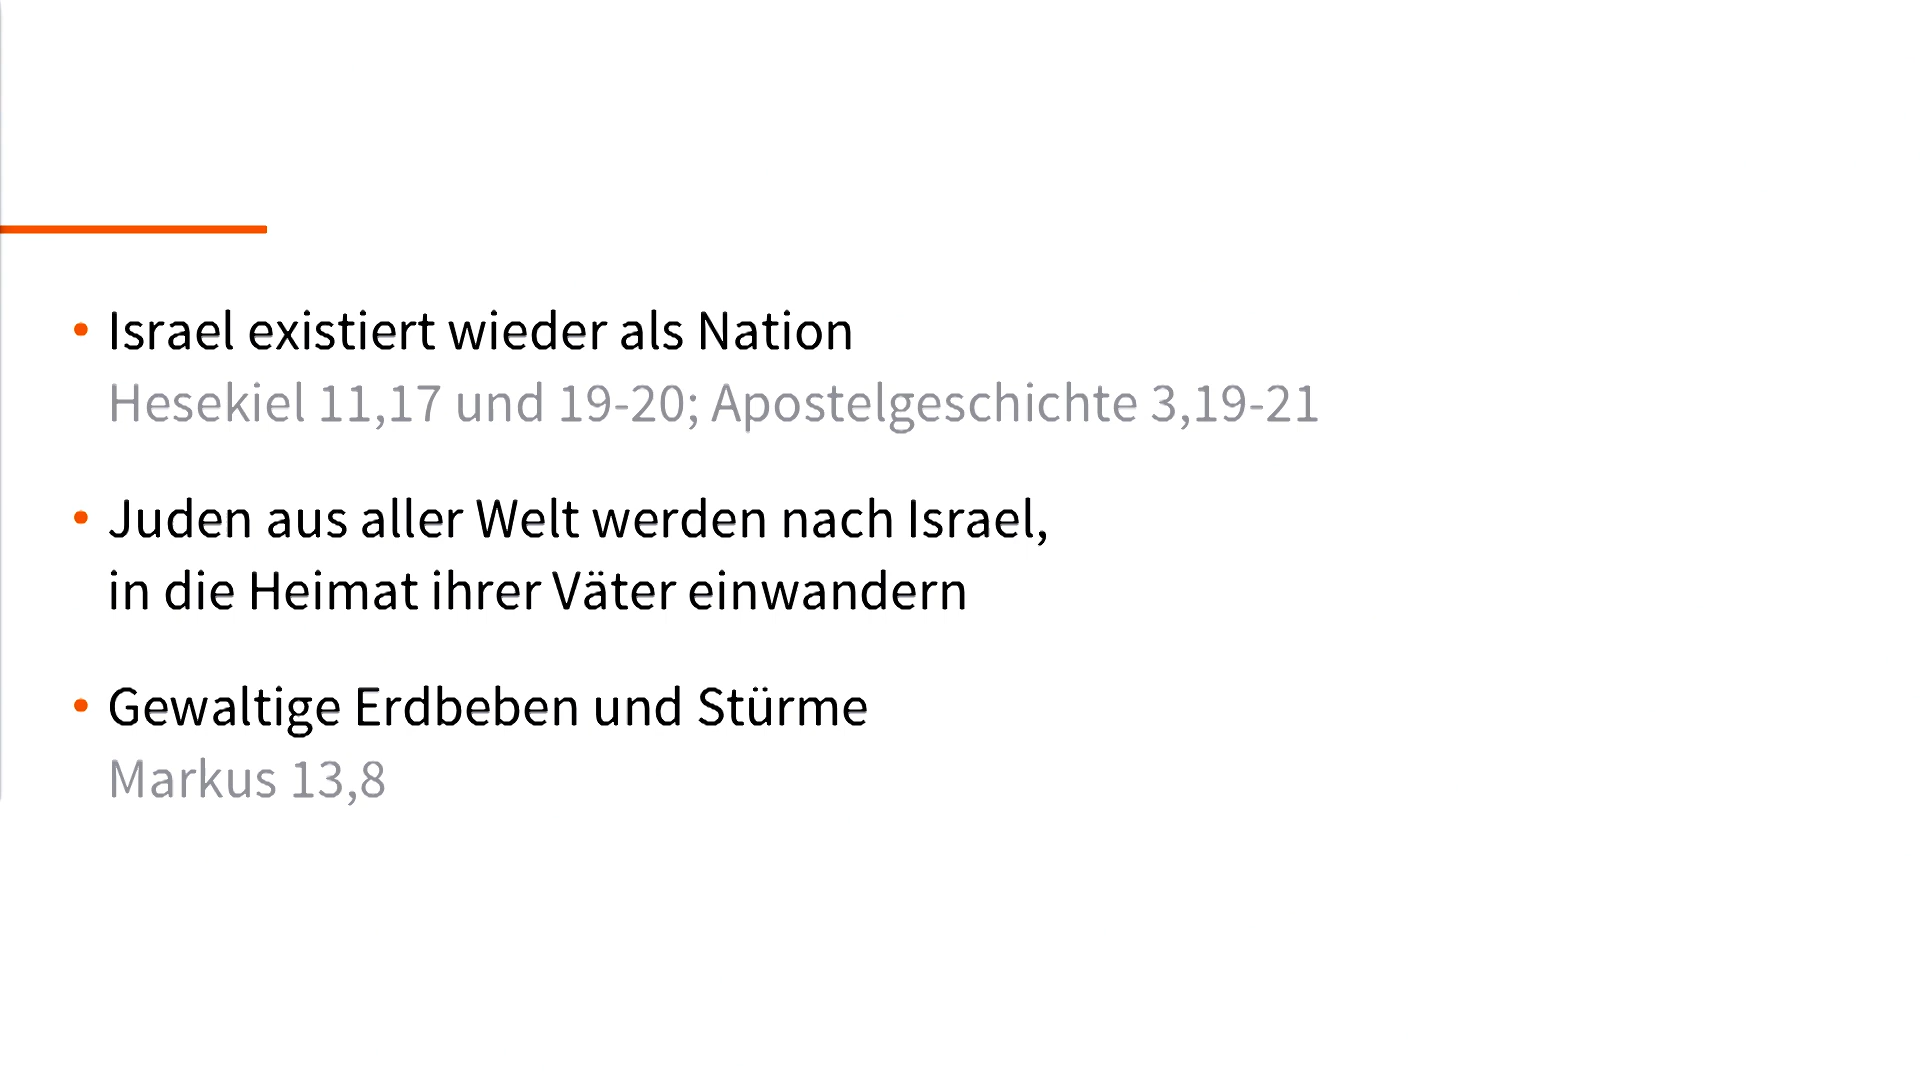 • Israel existiert wieder als Nation
Hesekiel 11,17 und 19-20; Apostelgeschichte 3,19-21
• Juden aus aller Welt werden nach Israel,
in die Heimat ihrer Väter einwandern
• Gewaltige Erdbeben und Stürme
Markus 13,8